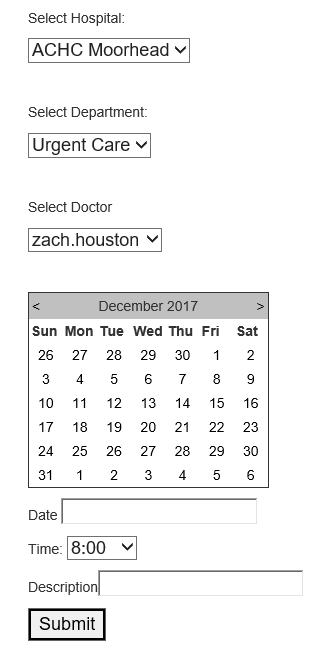 Select Hospital:
ACHC Moorhead
Select Department:
Urgent Care
Select Doctor
zach.houston
< December 2017 >
Sun Mon Tue Wed Thu Fri Sat
26 27 28 29 30 1 2
3 4 5 6 7 8 9
10 11 12 13 14 15 16
17 18 19 20 21 22 23
24 25 26 27 28 29 30
31 1 2 3 4 5 6
Date
Time: 8:00
Description
Submit